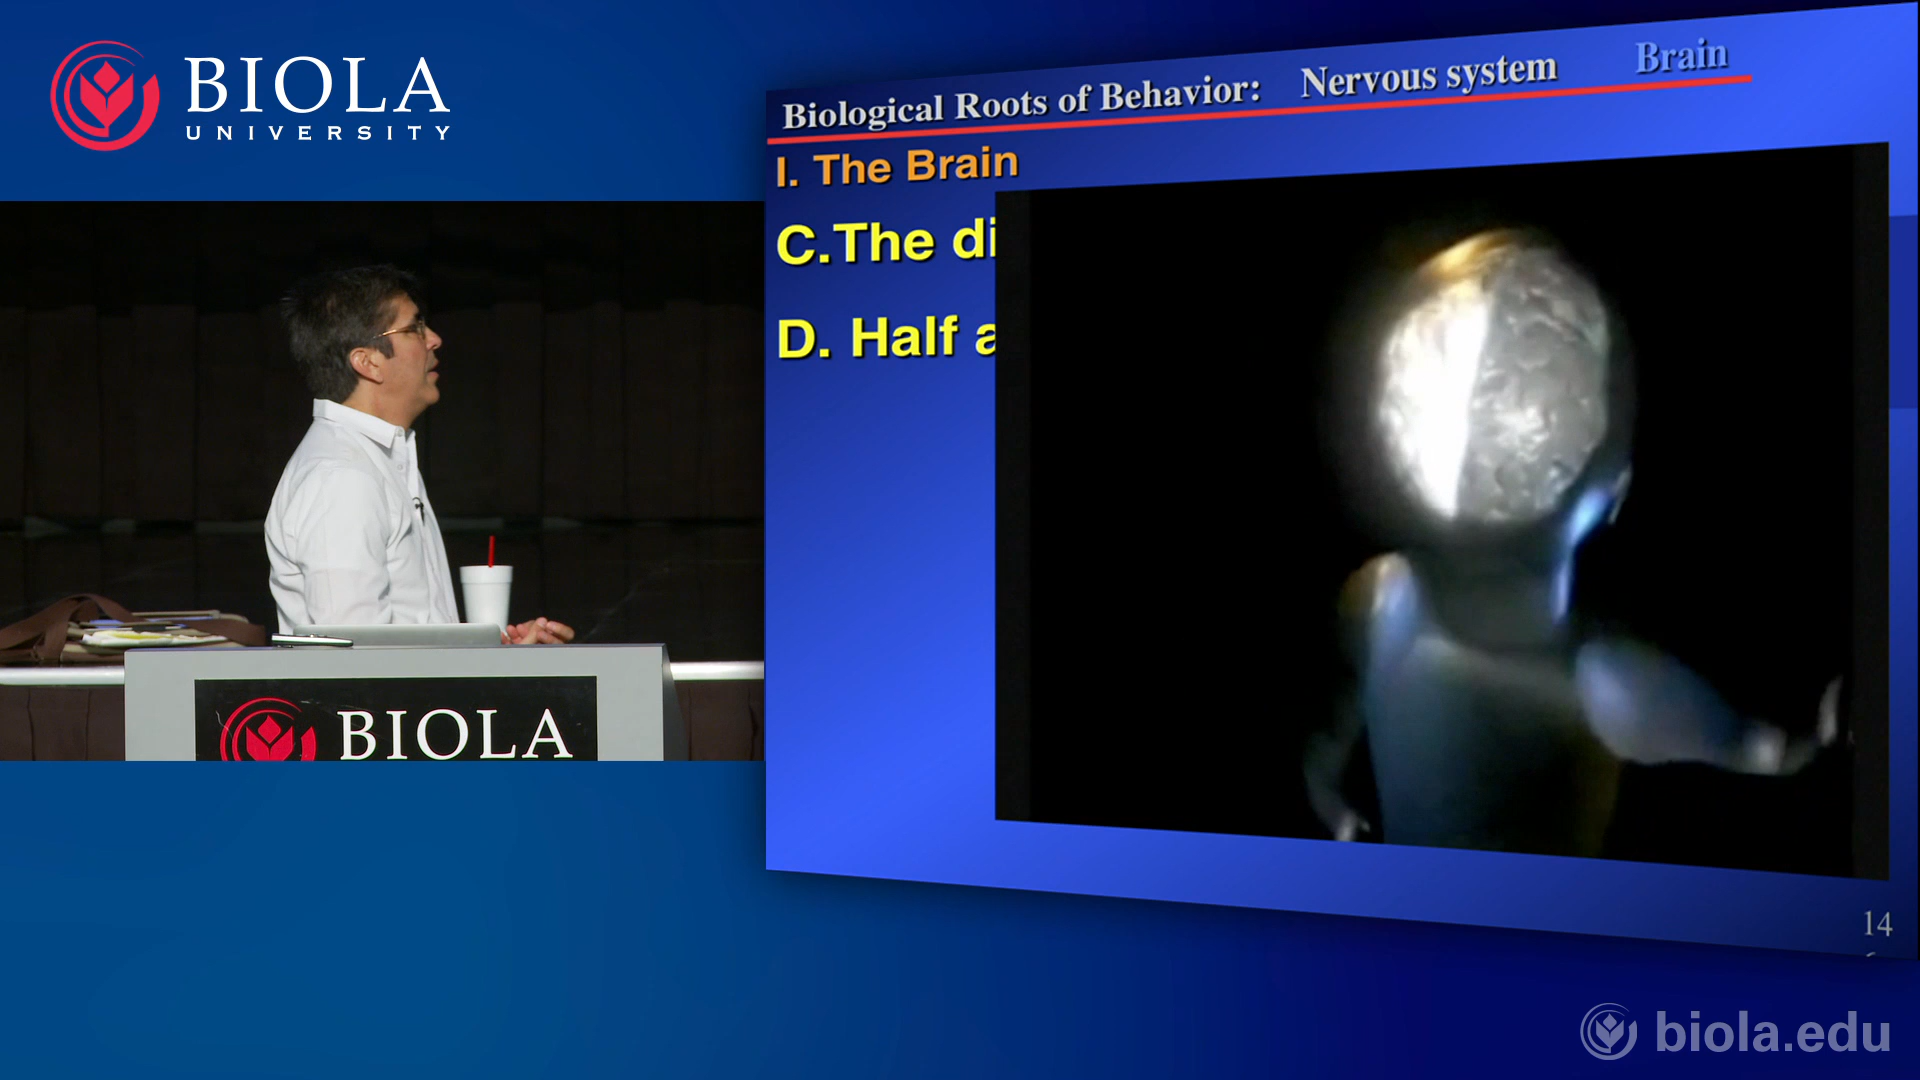 BIOLA
UNIVERSITY
Biological Roots of Behavior: Nervous system Brain
I. The Brain
C.The di
D. Half a
BIOLA
14
biola.edu